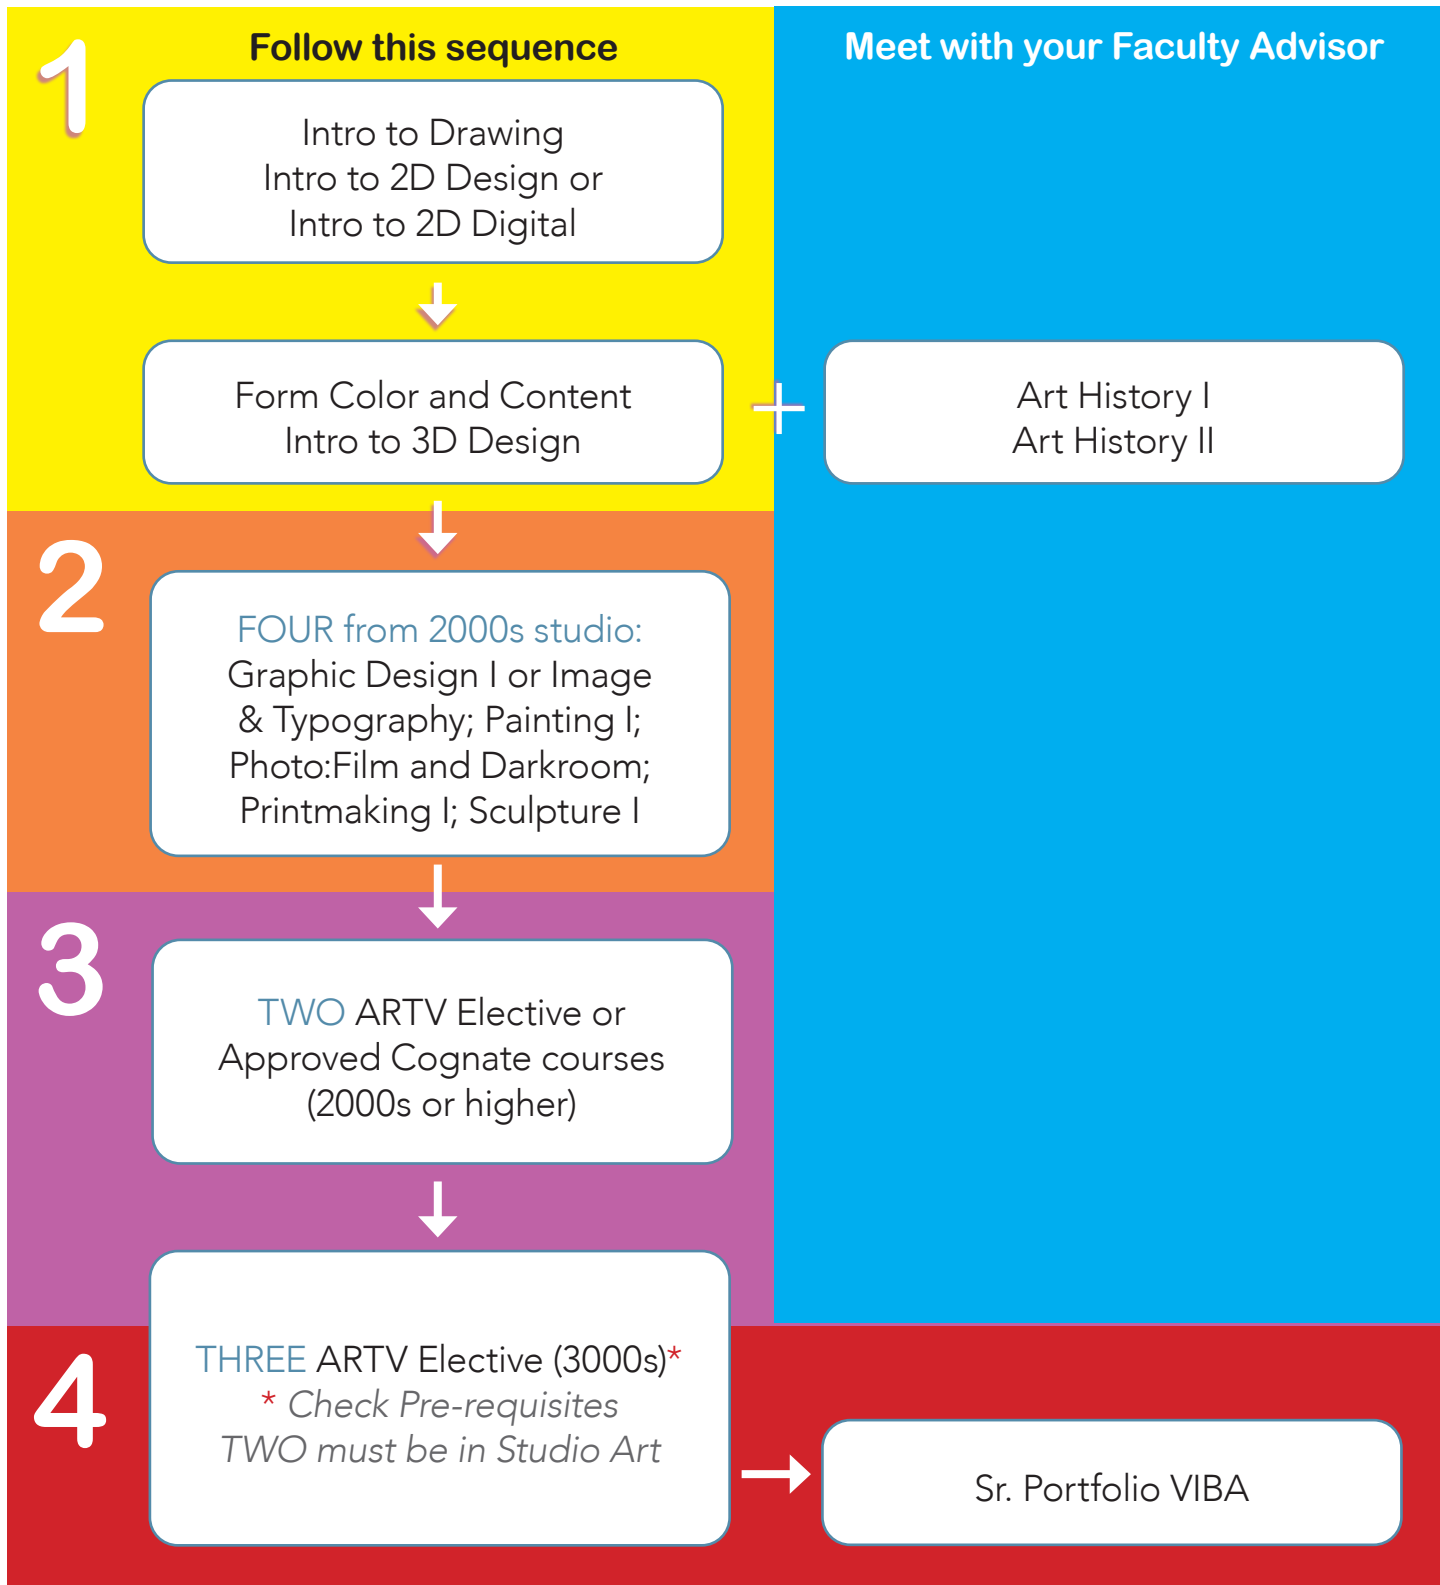 1
Follow this sequence
Meet with your Faculty Advisor
Intro to Drawing
Intro to 2D Design or
Intro to 2D Digital
Form Color and Content
Intro to 3D Design
+
Art History I
Art History II
2
FOUR from 2000s studio:
Graphic Design I or Image
& Typography; Painting I;
Photo:Film and Darkroom;
Printmaking I; Sculpture I
3
TWO ARTV Elective or
Approved Cognate courses
(2000s or higher)
4
THREE ARTV Elective (3000s)*
* Check Pre-requisites
TWO must be in Studio Art
Sr. Portfolio VIBA